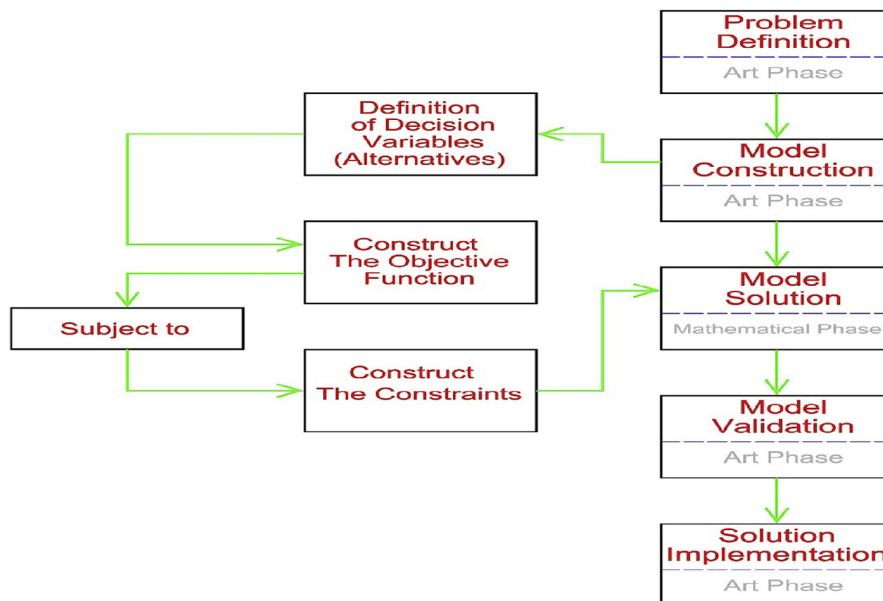 Problem
Definition
Art Phase
Model
Construction
Art Phase
Definition
of Decision
Variables
(Alternatives)
Construct
The Objective
Function
Subject to
Construct
The Constraints
Model
Solution
Mathematical Phase
Model
Validation
Art Phase
Solution
Implementation
Art Phase